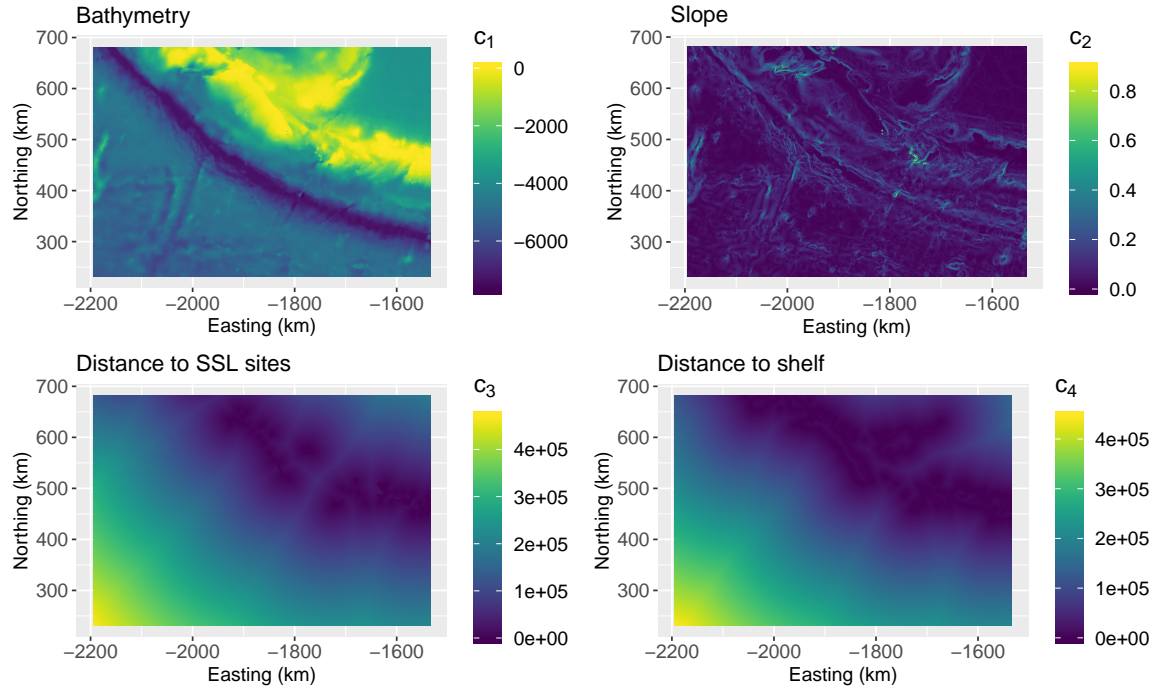 Bathymetry
c1
700
600
500
400
300
0
−2000
−4000
−6000
−2200 −2000 −1800 −1600
Easting (km)
Northing (km)
Slope
c2
700
600
500
400
300
0.8
0.6
0.4
0.2
0.0
−2200 −2000 −1800 −1600
Easting (km)
Northing (km)
Distance to SSL sites
c3
700
600
500
400
300
4e+05
3e+05
2e+05
1e+05
0e+00
−2200 −2000 −1800 −1600
Easting (km)
Northing (km)
Distance to shelf
c4
700
600
500
400
300
4e+05
3e+05
2e+05
1e+05
0e+00
−2200 −2000 −1800 −1600
Easting (km)
Northing (km)